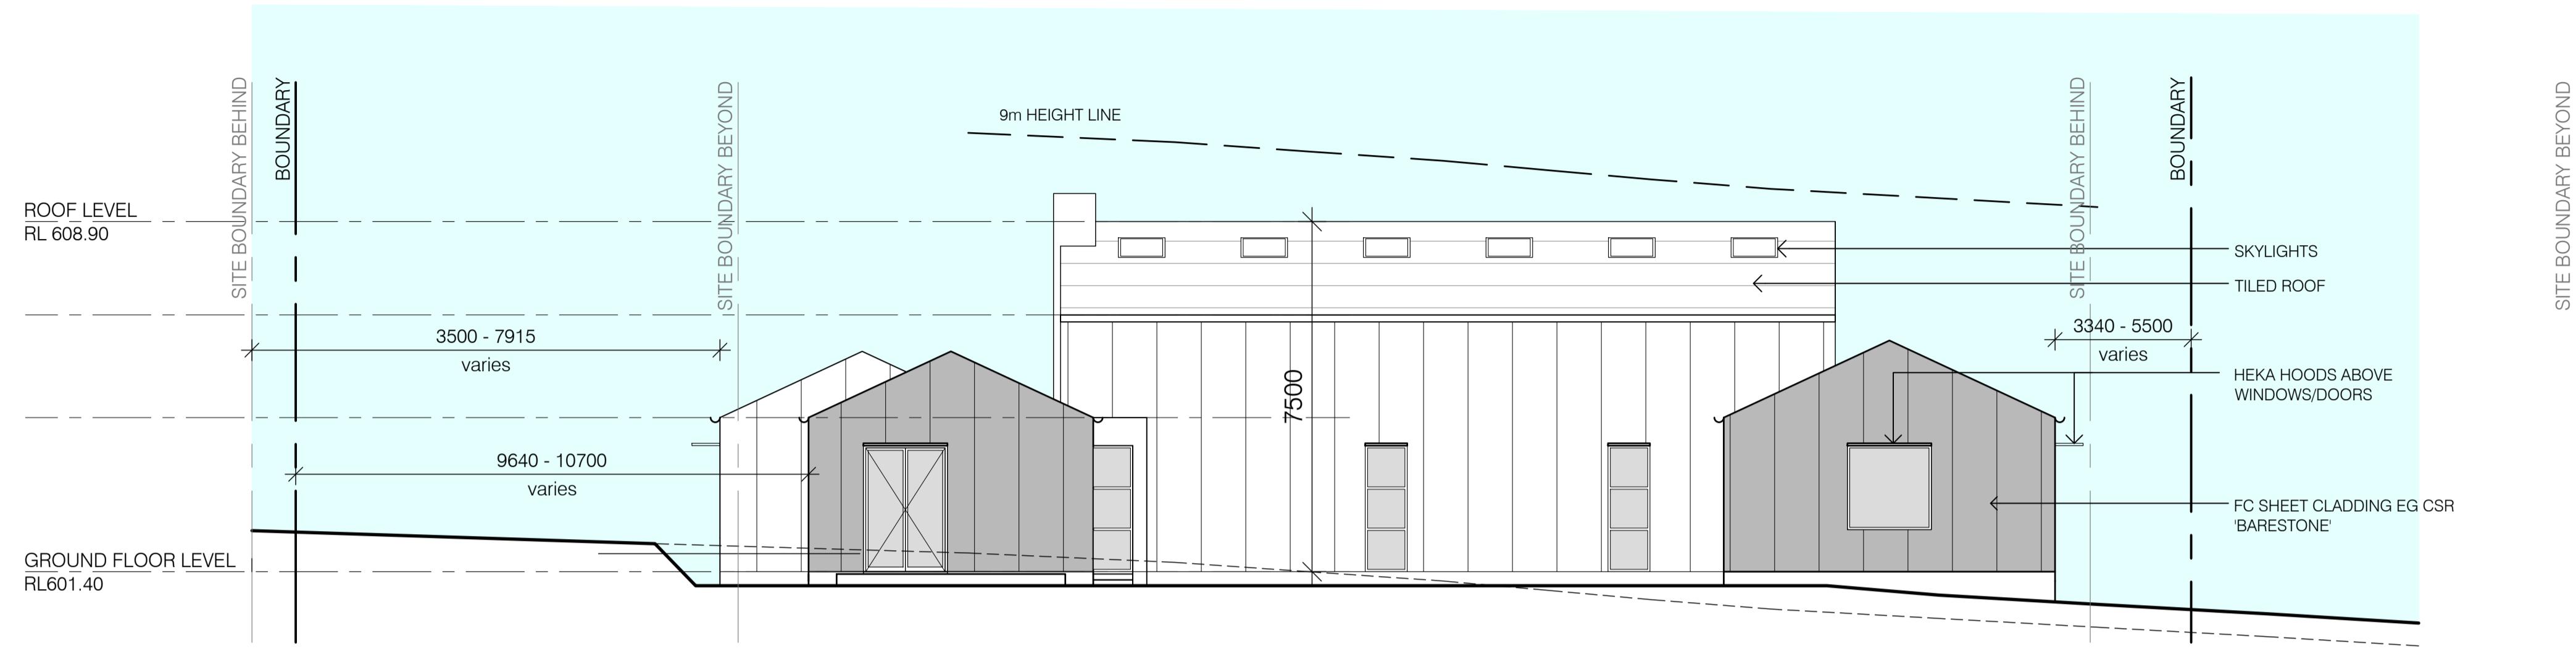 SITE BOUNDARY BEHIND
BOUNDARY
SITE BOUNDARY BEYOND
9m HEIGHT LINE
SITE BOUNDARY BEHIND
BOUNDARY
SITE BOUNDARY BEYOND
ROOF LEVEL
RL 608.90
SKYLIGHTS
TILED ROOF
3500 - 7915
varies
3340 - 5500
varies
HEKA HOODS ABOVE
WINDOWS/DOORS
7500
9640 - 10700
varies
FC SHEET CLADDING EG CSR
'BARESTONE'
GROUND FLOOR LEVEL
RL601.40